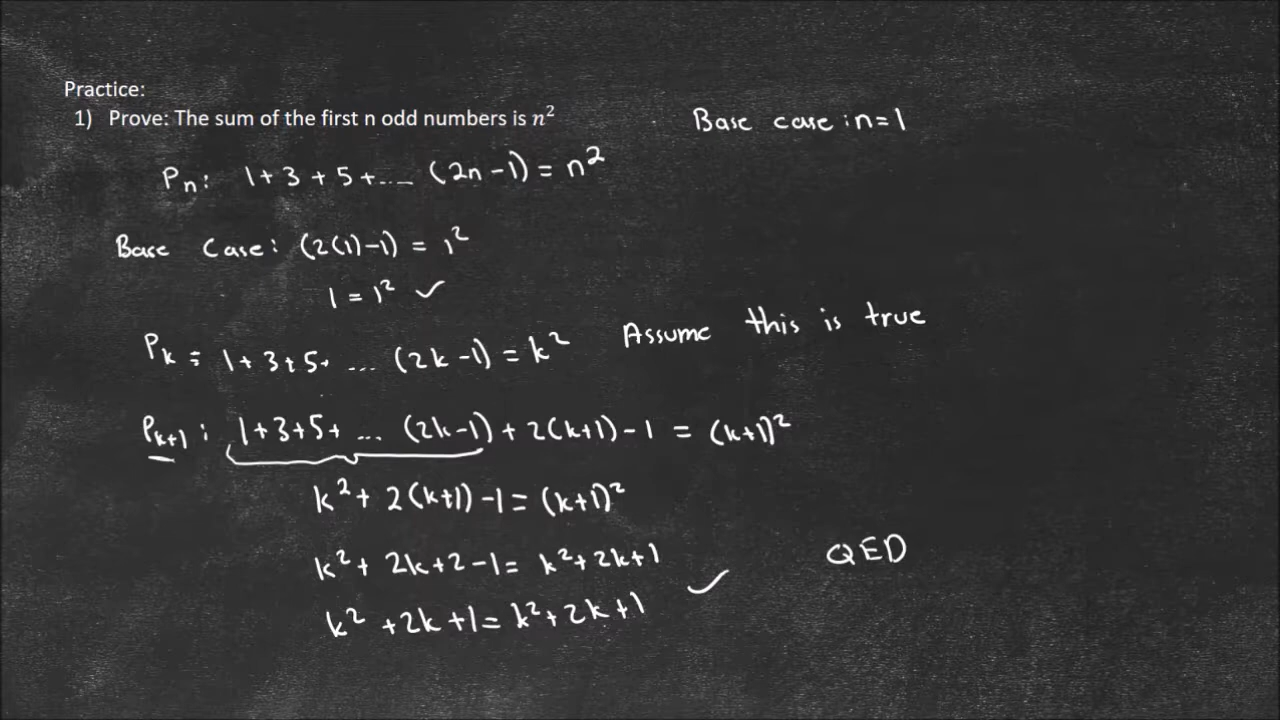 Practice:
1) Prove: The sum of the first n odd numbers is n²
Base case: n=1
Pn: 1+3+5+.... (2n-1) = n²
Base Case: (2(1)-1) = 1²
1 = 1² ✓
Pk = 1+3+5+ ... (2k-1) = k² Assume this is true
Pk+1: 1+3+5+ ... (2k-1) + 2(k+1)-1 = (k+1)²
k² + 2(k+1)-1 = (k+1)²
k² + 2k+2-1 = k²+2k+1
QED
k² +2k+1 = k²+2k+1 ✓